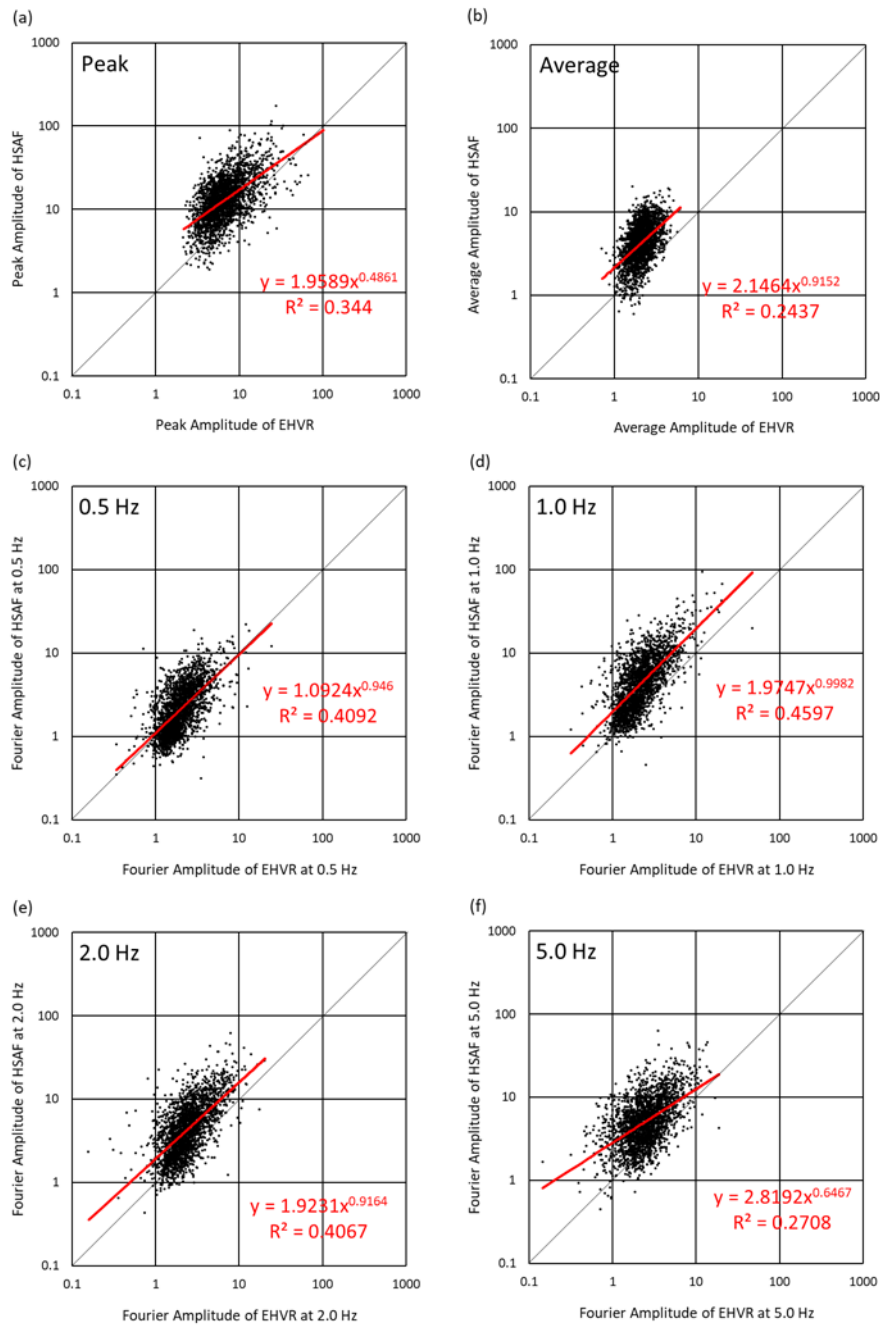 (a)
Peak
1000
100
10
1
0.1
Peak Amplitude of HSAF
y = 1.9589x^0.4861
R² = 0.344
0.1 1 10 100 1000
Peak Amplitude of EHVR
(b)
Average
1000
100
10
1
0.1
Average Amplitude of HSAF
y = 2.1464x^0.9152
R² = 0.2437
0.1 1 10 100 1000
Average Amplitude of EHVR
(c)
0.5 Hz
1000
100
10
1
0.1
Fourier Amplitude of HSAF at 0.5 Hz
y = 1.0924x^0.946
R² = 0.4092
0.1 1 10 100 1000
Fourier Amplitude of EHVR at 0.5 Hz
(d)
1.0 Hz
1000
100
10
1
0.1
Fourier Amplitude of HSAF at 1.0 Hz
y = 1.9747x^0.9982
R² = 0.4597
0.1 1 10 100 1000
Fourier Amplitude of EHVR at 1.0 Hz
(e)
2.0 Hz
1000
100
10
1
0.1
Fourier Amplitude of HSAF at 2.0 Hz
y = 1.9231x^0.9164
R² = 0.4067
0.1 1 10 100 1000
Fourier Amplitude of EHVR at 2.0 Hz
(f)
5.0 Hz
1000
100
10
1
0.1
Fourier Amplitude of HSAF at 5.0 Hz
y = 2.8192x^0.6467
R² = 0.2708
0.1 1 10 100 1000
Fourier Amplitude of EHVR at 5.0 Hz